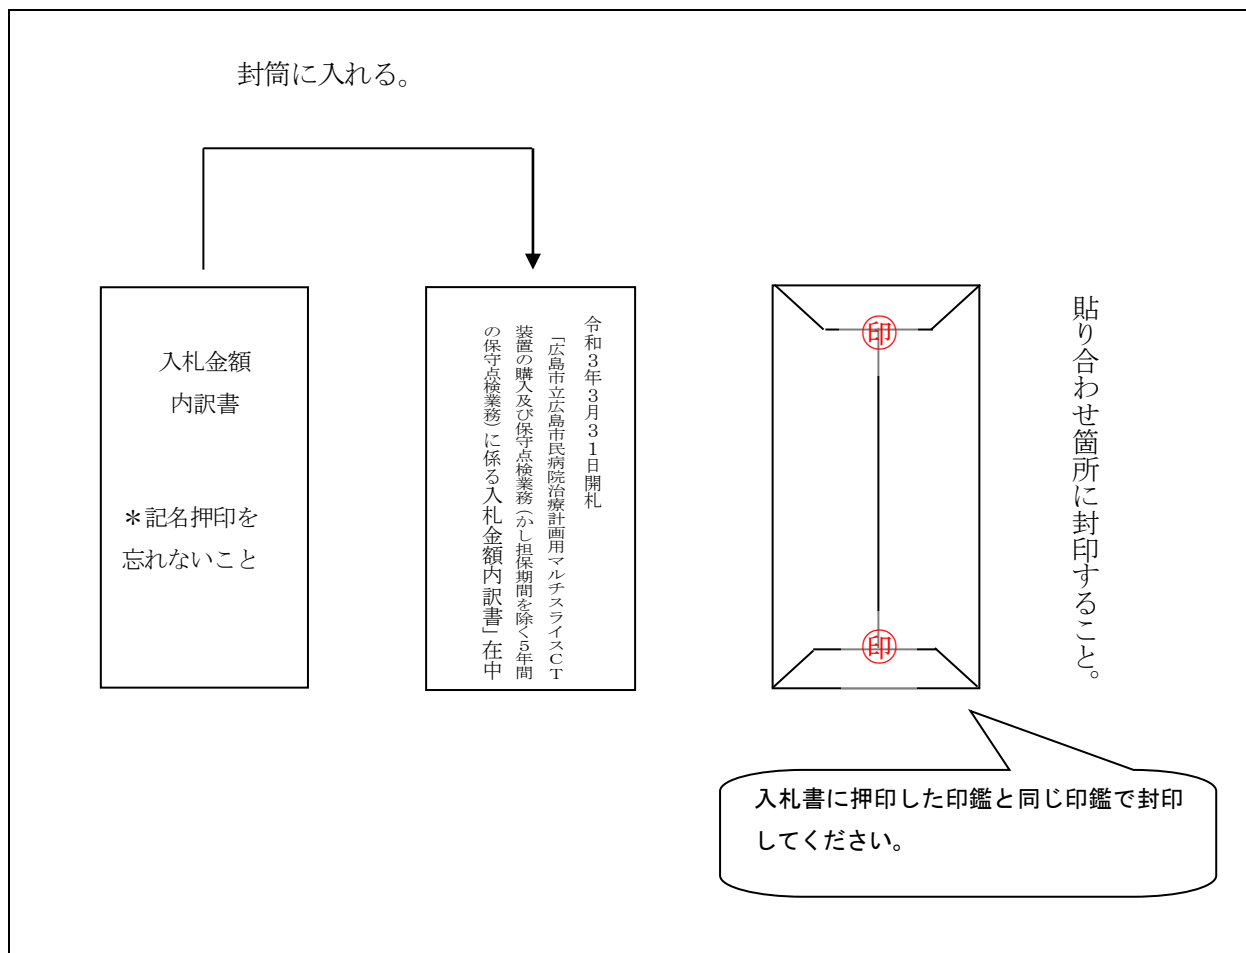 封筒に入れる。
入札金額
内訳書
＊記名押印を
忘れないこと
令和３年３月３１日開札
「広島市立広島市民病院治療計画用マルチスライスＣＴ
装置の購入及び保守点検業務（かし担保期間を除く５年間
の保守点検業務）に係る入札金額内訳書」在中
印
印
貼り合わせ箇所に封印すること。
入札書に押印した印鑑と同じ印鑑で封印
してください。